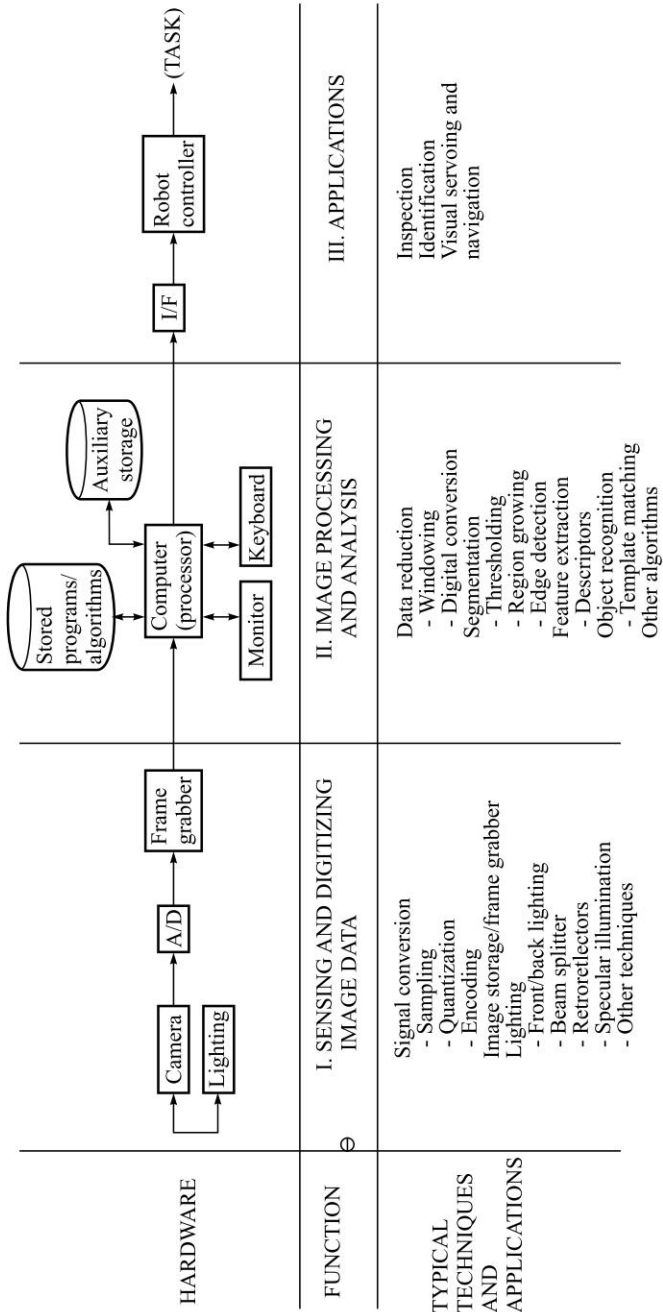 HARDWARE
Camera
Lighting
A/D
Frame
grabber
Stored
programs/
algorithms
Auxiliary
storage
Computer
(processor)
Monitor
Keyboard
I/F
Robot
controller
(TASK)
FUNCTION
I. SENSING AND DIGITIZING
IMAGE DATA
II. IMAGE PROCESSING
AND ANALYSIS
III. APPLICATIONS
TYPICAL
TECHNIQUES
AND
APPLICATIONS
Signal conversion
- Sampling
- Quantization
- Encoding
Image storage/frame grabber
Lighting
- Front/back lighting
- Beam splitter
- Retroretlectors
- Specular illumination
- Other techniques
Data reduction
- Windowing
- Digital conversion
Segmentation
- Thresholding
- Region growing
- Edge detection
Feature extraction
- Descriptors
Object recognition
- Template matching
Other algorithms
Inspection
Identification
Visual servoing and
navigation